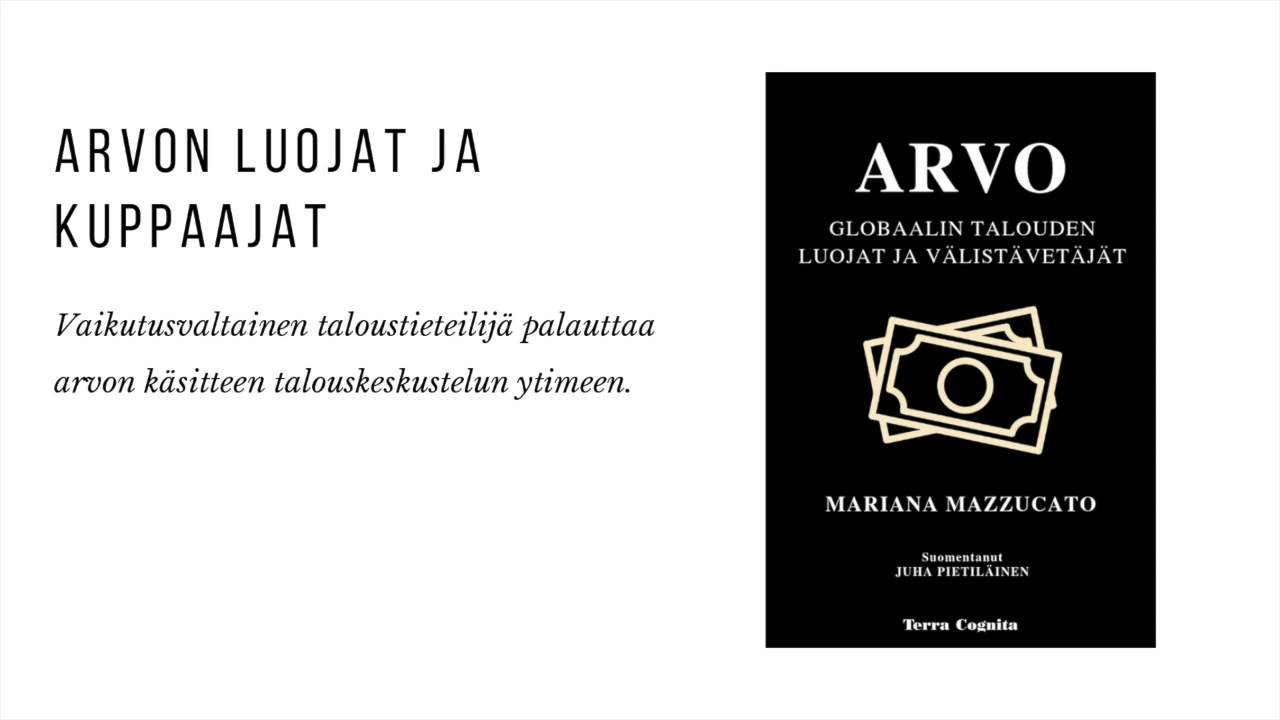 ARVON LUOJAT JA
KUPPAAJAT
Vaikutusvaltainen taloustieteilijä palauttaa
arvon käsitteen talouskeskustelun ytimeen.
ARVO
GLOBAALIN TALOUDEN
LUOJAT JA VÄLISTÄVETÄJÄT
MARIANA MAZZUCATO
Suomentanut
JUHA PIETILÄINEN
Terra Cognita